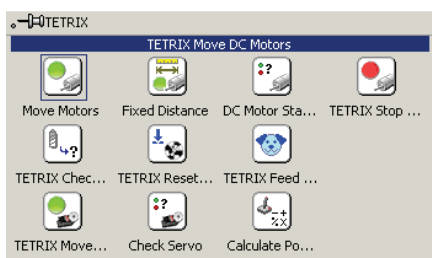 TETRIX
TETRIX Move DC Motors
Move Motors Fixed Distance DC Motor Sta... TETRIX Stop ...
TETRIX Chec... TETRIX Reset... TETRIX Feed ...
TETRIX Move... Check Servo Calculate Po...